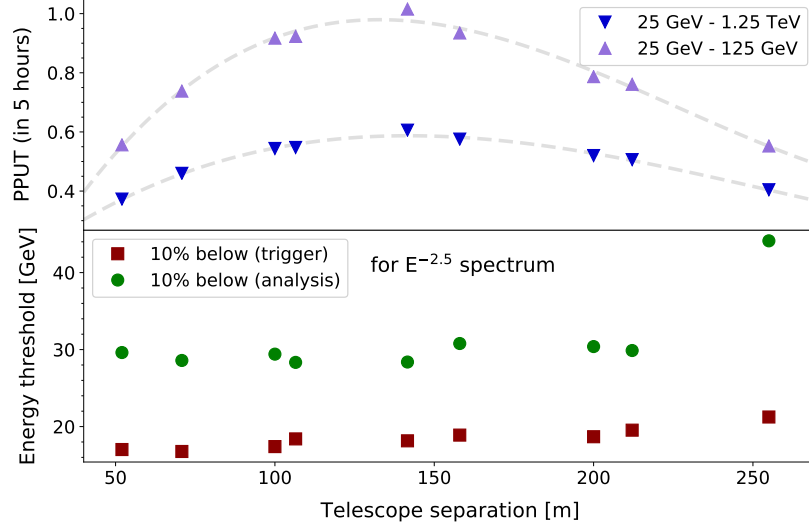 1.0
0.8
0.6
0.4
PPUT (in 5 hours)
25 GeV - 1.25 TeV
25 GeV - 125 GeV
40
30
20
Energy threshold [GeV]
10% below (trigger)
10% below (analysis)
for E⁻²·⁵ spectrum
50 100 150 200 250
Telescope separation [m]